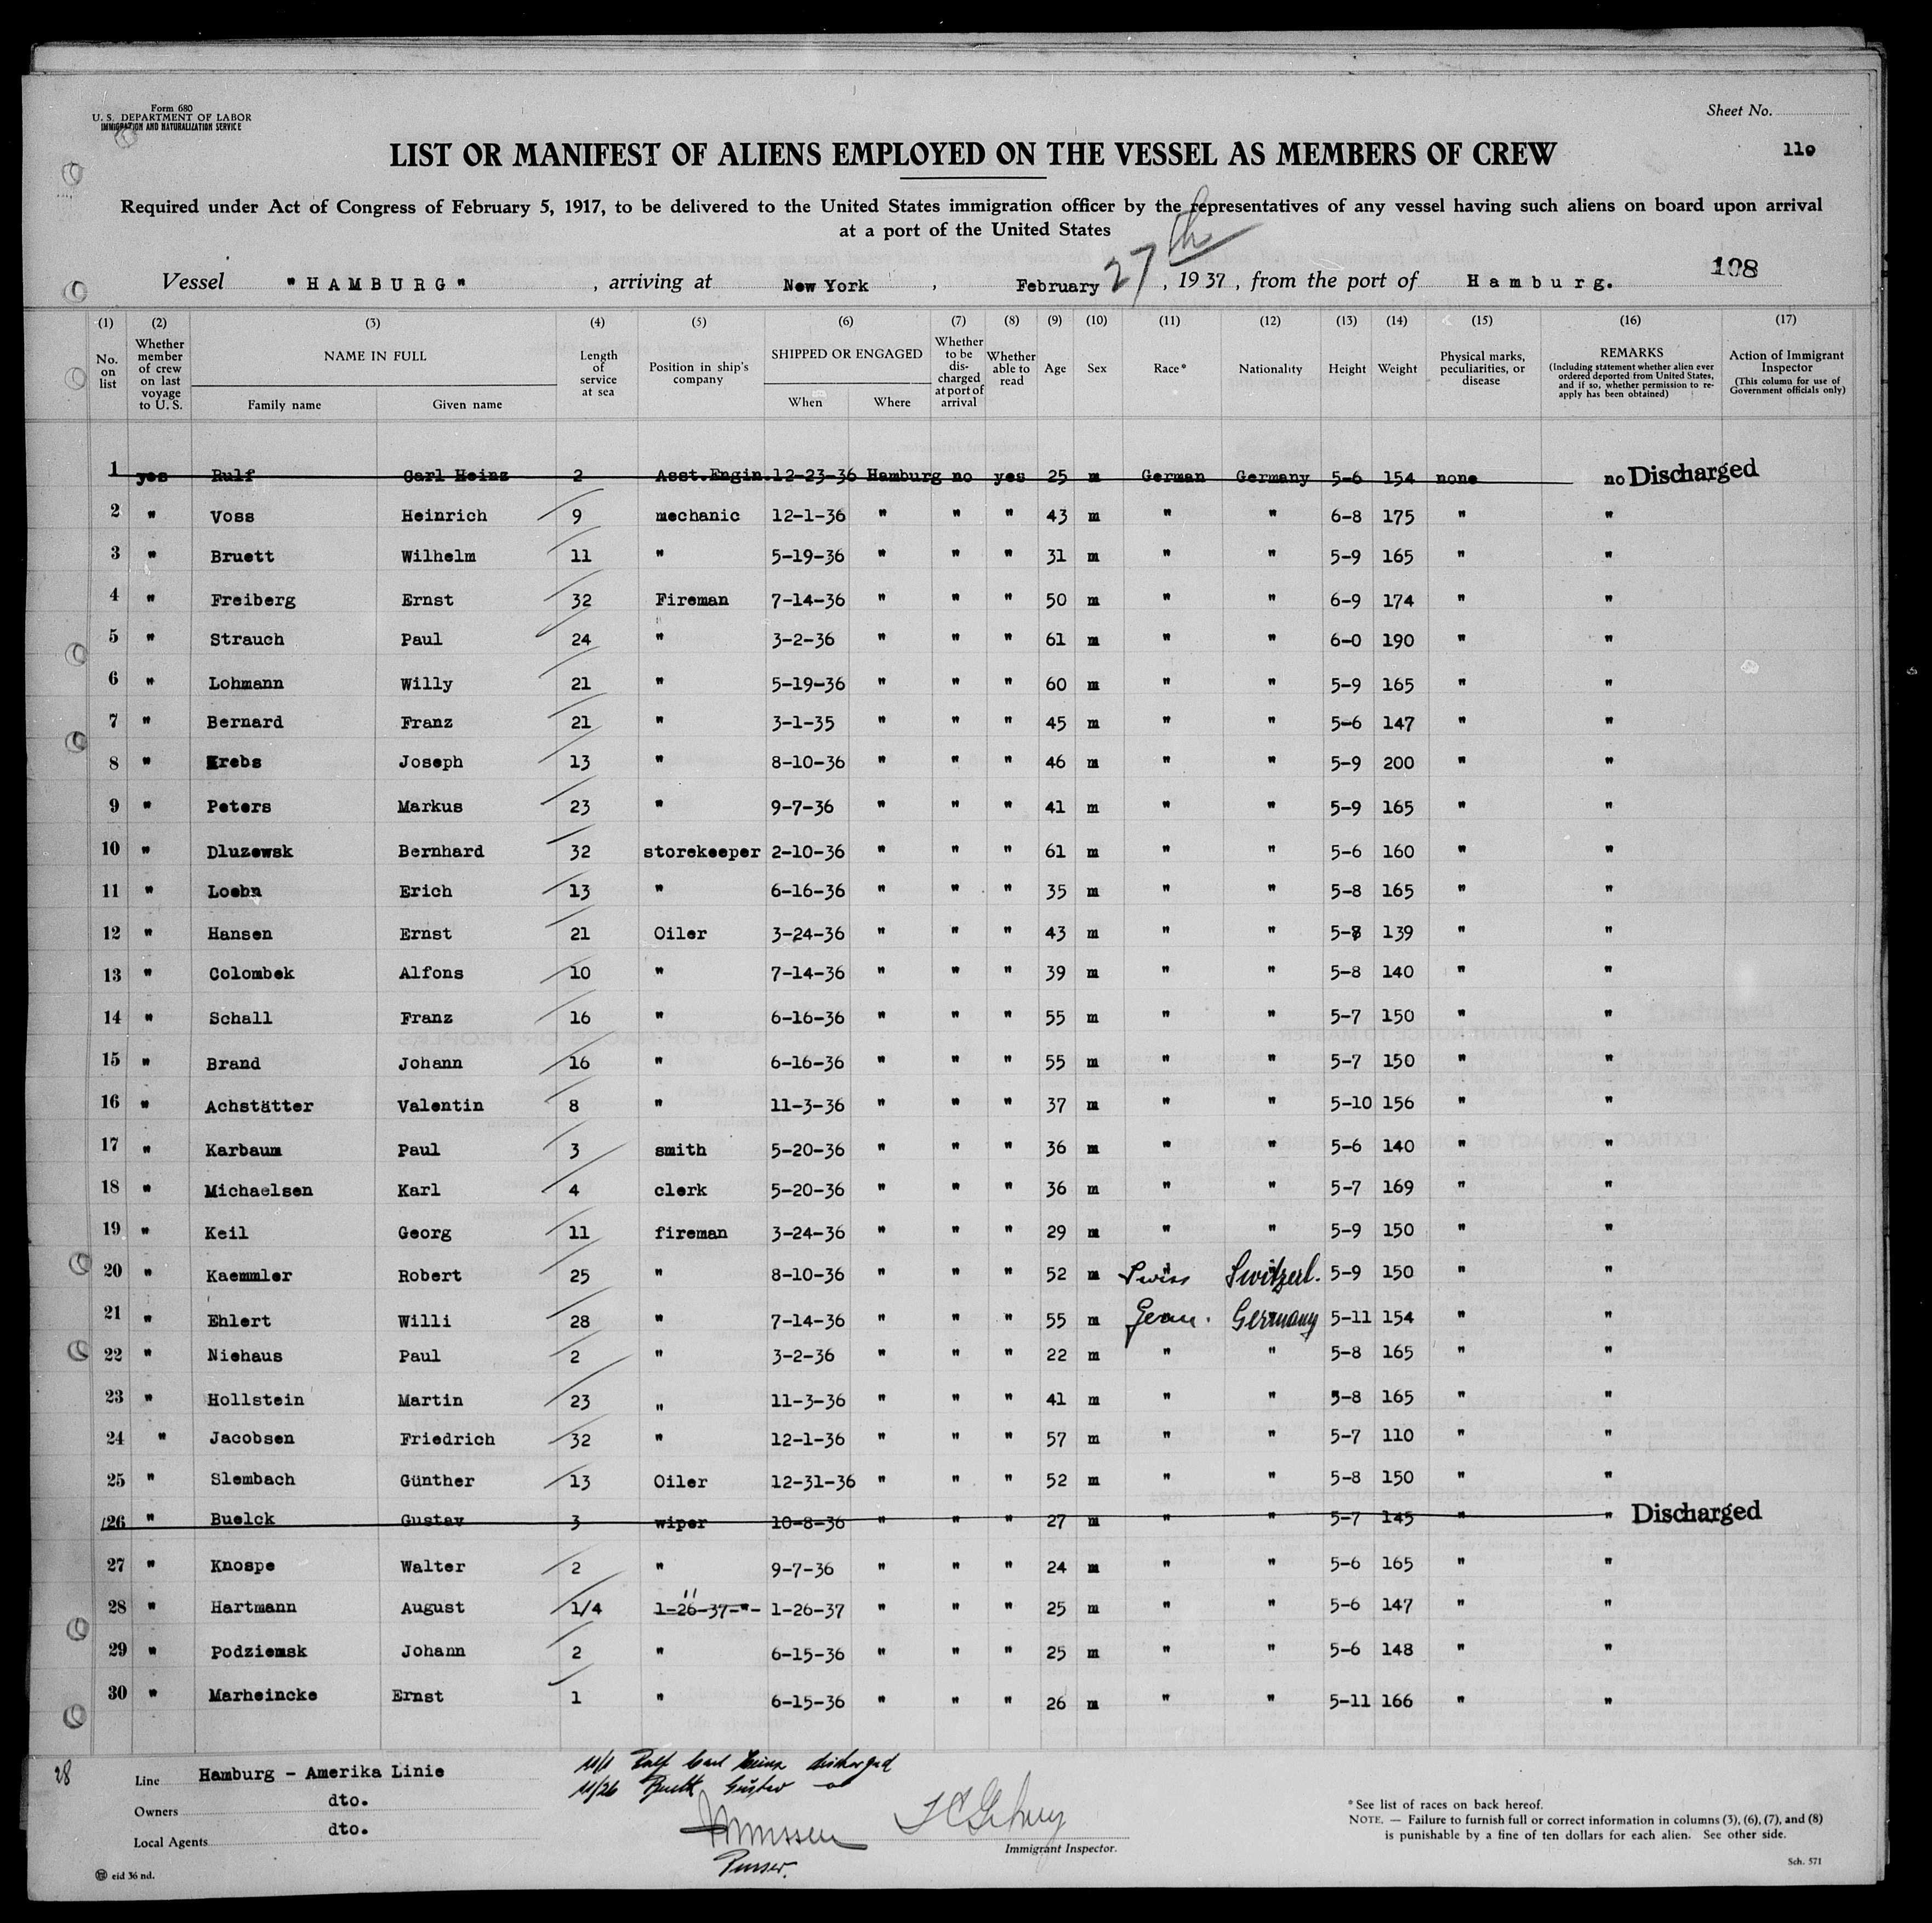 Form 680
U. S. DEPARTMENT OF LABOR
IMMIGRATION AND NATURALIZATION SERVICE
Sheet No.
LIST OR MANIFEST OF ALIENS EMPLOYED ON THE VESSEL AS MEMBERS OF CREW
110
Required under Act of Congress of February 5, 1917, to be delivered to the United States immigration officer by the representatives of any vessel having such aliens on board upon arrival
at a port of the United States
Vessel "HAMBURG" , arriving at New York , February 27th , 1937 , from the port of Hamburg.
108
(1) (2) (3) (4) (5) (6) (7) (8) (9) (10) (11) (12) (13) (14) (15) (16) (17)
No. on list
Whether member of crew on last voyage to U. S.
NAME IN FULL
Family name Given name
Length of service at sea
Position in ship's company
SHIPPED OR ENGAGED
When Where
Whether to be discharged at port of arrival
Whether able to read
Age Sex Race* Nationality Height Weight
Physical marks, peculiarities, or disease
REMARKS
(Including statement whether alien ever ordered deported from United States, and if so, whether permission to reapply has been obtained)
Action of Immigrant Inspector
(This column for use of Government officials only)
1 yes Rulf Carl Heinz 2 Asst.Engin. 12-23-36 Hamburg no yes 25 m German Germany 5-6 154 none no Discharged
2 " Voss Heinrich 9 mechanic 12-1-36 " " " 43 m " " 6-8 175 " "
3 " Bruett Wilhelm 11 " 5-19-36 " " " 31 m " " 5-9 165 " "
4 " Freiberg Ernst 32 Fireman 7-14-36 " " " 50 m " " 6-9 174 " "
5 " Strauch Paul 24 " 3-2-36 " " " 61 m " " 6-0 190 " "
6 " Lohmann Willy 21 " 5-19-36 " " " 60 m " " 5-9 165 " "
7 " Bernard Franz 21 " 3-1-35 " " " 45 m " " 5-6 147 " "
8 " Krebs Joseph 13 " 8-10-36 " " " 46 m " " 5-9 200 " "
9 " Peters Markus 23 " 9-7-36 " " " 41 m " " 5-9 165 " "
10 " Dluzewsk Bernhard 32 storekeeper 2-10-36 " " " 61 m " " 5-6 160 " "
11 " Loehn Erich 13 " 6-16-36 " " " 35 m " " 5-8 165 " "
12 " Hansen Ernst 21 Oiler 3-24-36 " " " 43 m " " 5-8 139 " "
13 " Colombek Alfons 10 " 7-14-36 " " " 39 m " " 5-8 140 " "
14 " Schall Franz 16 " 6-16-36 " " " 55 m " " 5-7 150 " "
15 " Brand Johann 16 " 6-16-36 " " " 55 m " " 5-7 150 " "
16 " Achstätter Valentin 8 " 11-3-36 " " " 37 m " " 5-10 156 " "
17 " Karbaum Paul 3 smith 5-20-36 " " " 36 m " " 5-6 140 " "
18 " Michaelsen Karl 4 clerk 5-20-36 " " " 36 m " " 5-7 169 " "
19 " Keil Georg 11 fireman 3-24-36 " " " 29 m " " 5-9 150 " "
20 " Kaemmler Robert 25 " 8-10-36 " " " 52 m Swiss Switzerl. 5-9 150 " "
21 " Ehlert Willi 28 " 7-14-36 " " " 55 m Germ. Germany 5-11 154 " "
22 " Niehaus Paul 2 " 3-2-36 " " " 22 m " " 5-8 165 " "
23 " Hollstein Martin 23 " 11-3-36 " " " 41 m " " 5-8 165 " "
24 " Jacobsen Friedrich 32 " 12-1-36 " " " 57 m " " 5-7 110 " "
25 " Slembach Günther 13 Oiler 12-31-36 " " " 52 m " " 5-8 150 " "
26 " Buelck Gustav 3 wiper 10-8-36 " " " 27 m " " 5-7 145 " " Discharged
27 " Knospe Walter 2 " 9-7-36 " " " 24 m " " 5-6 165 " "
28 " Hartmann August 1/4 1-26-37-"- " 1-26-37 " " " 25 m " " 5-6 147 " "
29 " Podziemsk Johann 2 " 6-15-36 " " " 25 m " " 5-6 148 " "
30 " Marheincke Ernst 1 " 6-15-36 " " " 26 m " " 5-11 166 " "
28
Line Hamburg - Amerika Linie
Owners dto.
Local Agents dto.
11/1 Rulf Carl Heinz discharged
11/26 Buelk Gustav
Purser.
Immigrant Inspector.
* See list of races on back hereof.
NOTE. — Failure to furnish full or correct information in columns (3), (6), (7), and (8)
is punishable by a fine of ten dollars for each alien. See other side.
eid 36 nd.
Sch. 571